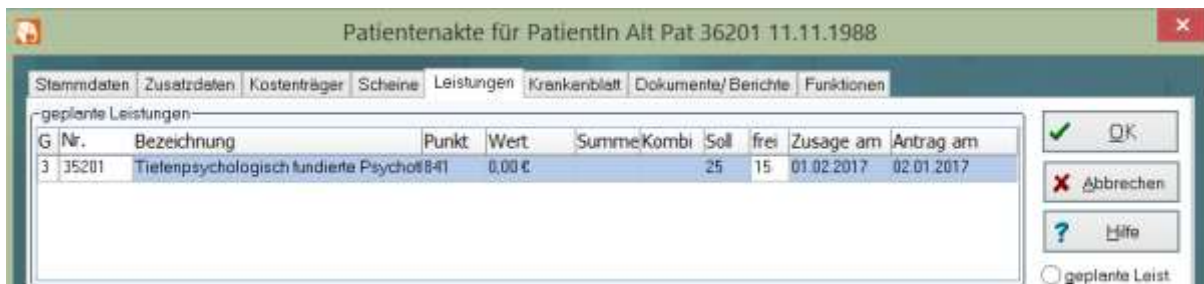 Patientenakte für PatientIn Alt Pat 36201 11.11.1988
Stammdaten Zusatzdaten Kostenträger Scheine Leistungen Krankenblatt Dokumente/Berichte Funktionen
geplante Leistungen
G Nr. Bezeichnung Punkt Wert Summe Kombi Soll frei Zusage am Antrag am
3 35201 Tiefenpsychologisch fundierte Psychot 841 0,00 € 25 15 01.02.2017 02.01.2017
OK
Abbrechen
Hilfe
geplante Leist